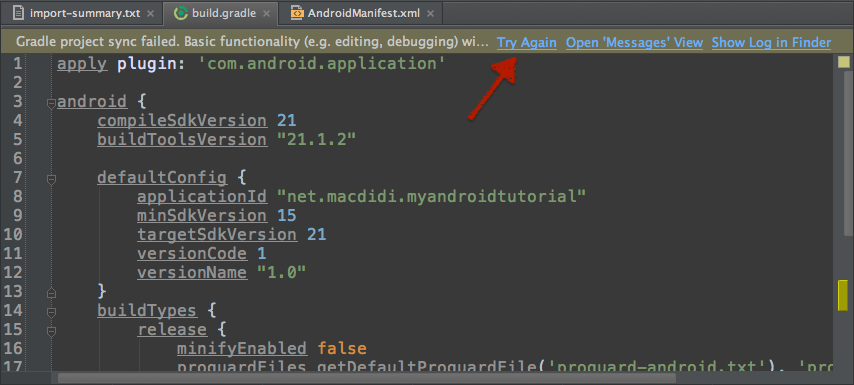 import-summary.txt × build.gradle × AndroidManifest.xml ×
Gradle project sync failed. Basic functionality (e.g. editing, debugging) wi... Try Again Open 'Messages' View Show Log in Finder
1 apply plugin: 'com.android.application'
2
3 android {
4 compileSdkVersion 21
5 buildToolsVersion "21.1.2"
6
7 defaultConfig {
8 applicationId "net.macdidi.myandroidtutorial"
9 minSdkVersion 15
10 targetSdkVersion 21
11 versionCode 1
12 versionName "1.0"
13 }
14 buildTypes {
15 release {
16 minifyEnabled false
17 proguardFiles getDefaultProguardFile('proguard-android.txt'), 'pro